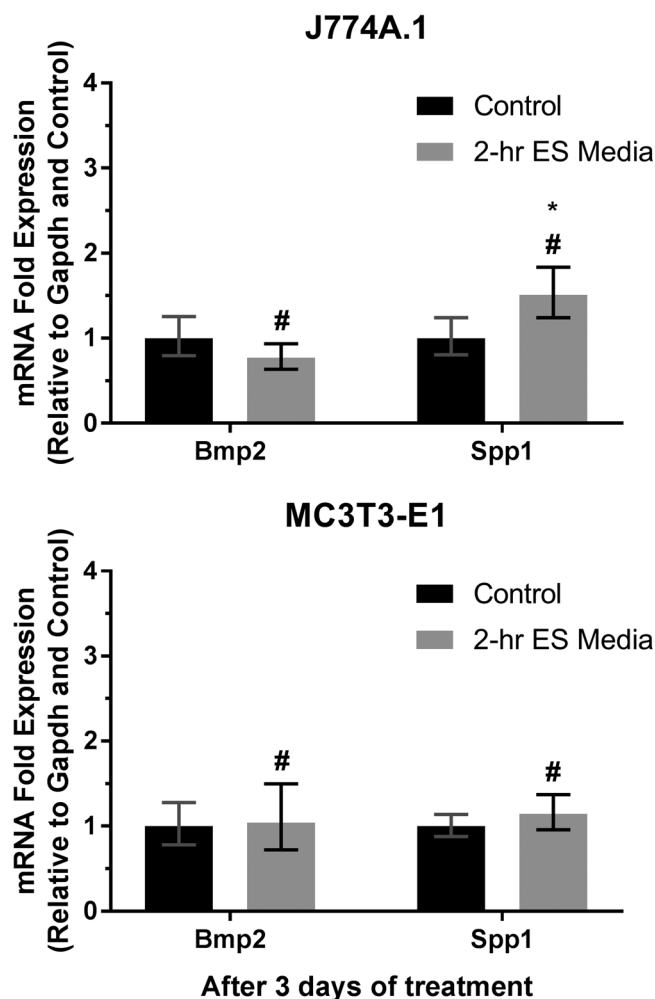 J774A.1
mRNA Fold Expression
(Relative to Gapdh and Control)
4
3
2
1
0
Control
2-hr ES Media
#
*
#
Bmp2
Spp1
MC3T3-E1
mRNA Fold Expression
(Relative to Gapdh and Control)
4
3
2
1
0
Control
2-hr ES Media
#
#
Bmp2
Spp1
After 3 days of treatment